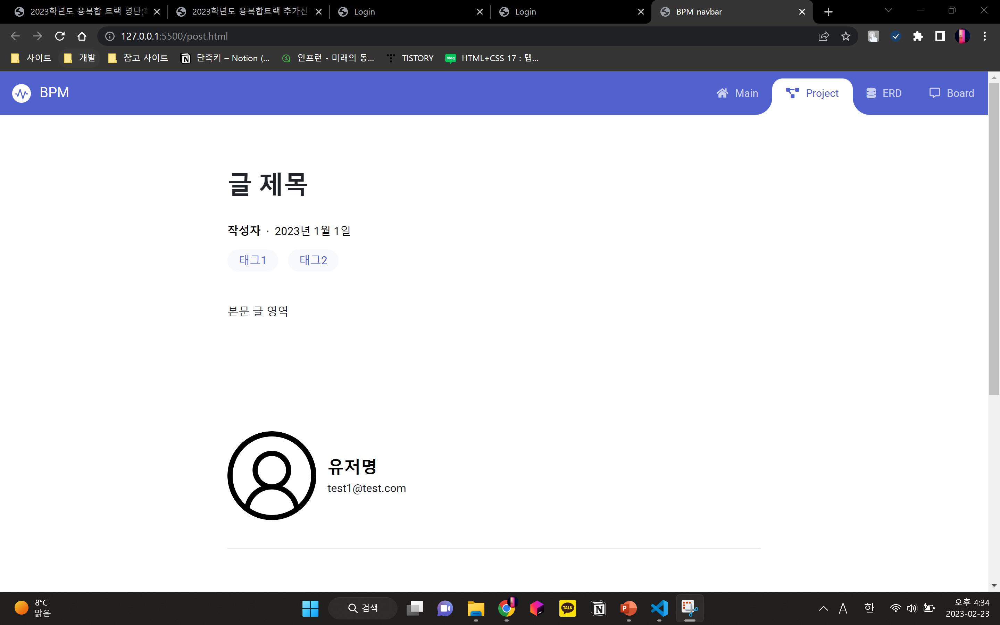 2023학년도 융복합 트랙 명단(
2023학년도 융복합트랙 추가신
Login
Login
BPM navbar
127.0.0.1:5500/post.html
사이트
개발
참고 사이트
단축키 – Notion (...
인프런 - 미래의 동...
TISTORY
blog
HTML+CSS 17 : 탭...
BPM
Main
Project
ERD
Board
글 제목
작성자 · 2023년 1월 1일
태그1 태그2
본문 글 영역
유저명
test1@test.com
8°C
맑음
검색
TALK
N
P
A
한
오후 4:34
2023-02-23